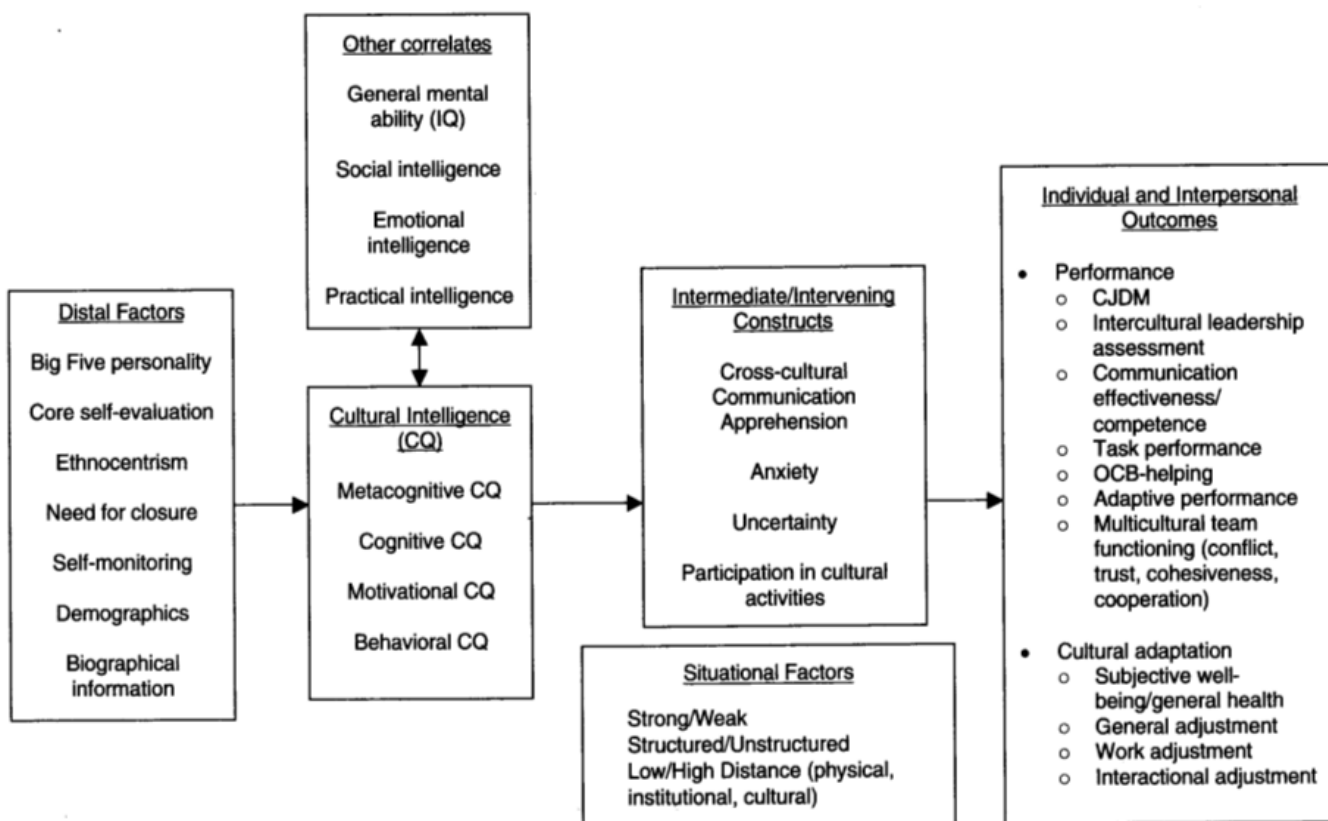 Other correlates
General mental
ability (IQ)
Social intelligence
Emotional
intelligence
Practical intelligence
Distal Factors
Big Five personality
Core self-evaluation
Ethnocentrism
Need for closure
Self-monitoring
Demographics
Biographical
information
Cultural Intelligence
(CQ)
Metacognitive CQ
Cognitive CQ
Motivational CQ
Behavioral CQ
Intermediate/Intervening
Constructs
Cross-cultural
Communication
Apprehension
Anxiety
Uncertainty
Participation in cultural
activities
Situational Factors
Strong/Weak
Structured/Unstructured
Low/High Distance (physical,
institutional, cultural)
Individual and Interpersonal
Outcomes
• Performance
o CJDM
o Intercultural leadership
assessment
o Communication
effectiveness/
competence
o Task performance
o OCB-helping
o Adaptive performance
o Multicultural team
functioning (conflict,
trust, cohesiveness,
cooperation)
• Cultural adaptation
o Subjective well-
being/general health
o General adjustment
o Work adjustment
o Interactional adjustment